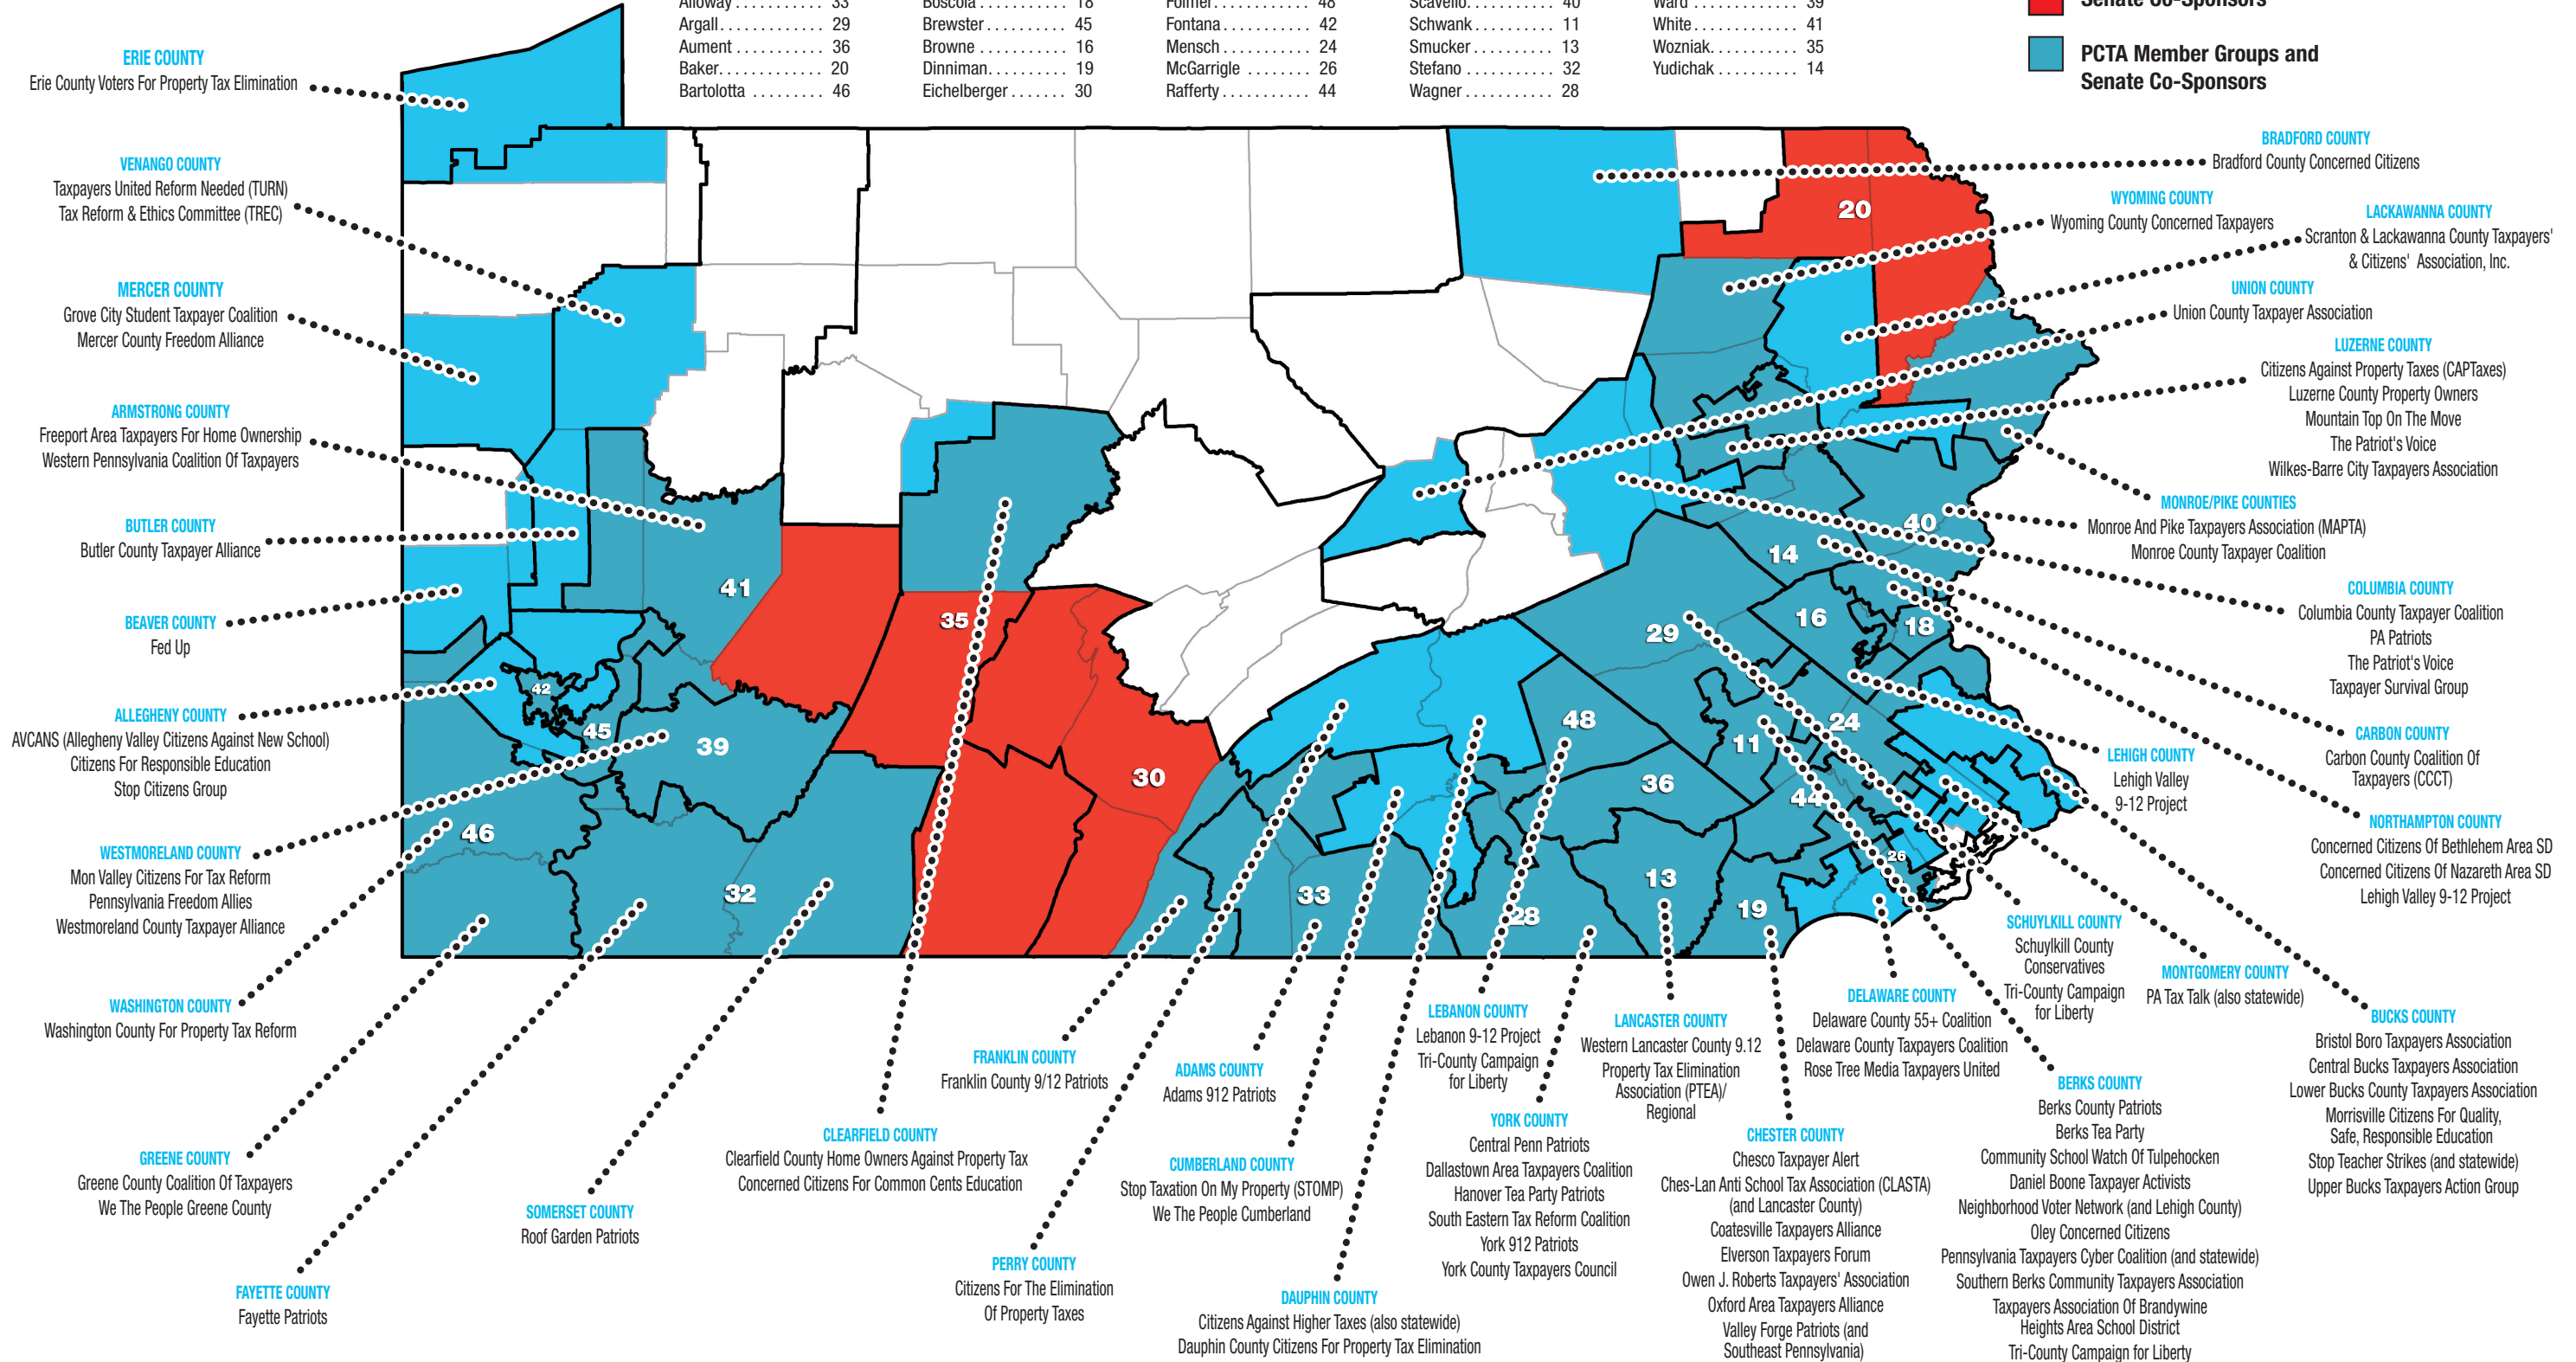 Alloway ........... 33
Argall ............ 29
Aument ........... 36
Baker ............. 20
Bartolotta ......... 46
Boscola ........... 18
Brewster .......... 45
Browne ........... 16
Dinniman.......... 19
Eichelberger ....... 30
Folmer............ 48
Fontana ........... 42
Mensch ........... 24
McGarrigle ........ 26
Rafferty ........... 44
Scavello........... 40
Schwank .......... 11
Smucker .......... 13
Stefano ........... 32
Wagner ........... 28
Ward ............. 39
White............. 41
Wozniak........... 35
Yudichak .......... 14
Senate Co-Sponsors
PCTA Member Groups and
Senate Co-Sponsors
ERIE COUNTY
Erie County Voters For Property Tax Elimination
VENANGO COUNTY
Taxpayers United Reform Needed (TURN)
Tax Reform & Ethics Committee (TREC)
MERCER COUNTY
Grove City Student Taxpayer Coalition
Mercer County Freedom Alliance
ARMSTRONG COUNTY
Freeport Area Taxpayers For Home Ownership
Western Pennsylvania Coalition Of Taxpayers
BUTLER COUNTY
Butler County Taxpayer Alliance
BEAVER COUNTY
Fed Up
ALLEGHENY COUNTY
AVCANS (Allegheny Valley Citizens Against New School)
Citizens For Responsible Education
Stop Citizens Group
WESTMORELAND COUNTY
Mon Valley Citizens For Tax Reform
Pennsylvania Freedom Allies
Westmoreland County Taxpayer Alliance
WASHINGTON COUNTY
Washington County For Property Tax Reform
GREENE COUNTY
Greene County Coalition Of Taxpayers
We The People Greene County
FAYETTE COUNTY
Fayette Patriots
SOMERSET COUNTY
Roof Garden Patriots
CLEARFIELD COUNTY
Clearfield County Home Owners Against Property Tax
Concerned Citizens For Common Cents Education
FRANKLIN COUNTY
Franklin County 9/12 Patriots
PERRY COUNTY
Citizens For The Elimination
Of Property Taxes
ADAMS COUNTY
Adams 912 Patriots
CUMBERLAND COUNTY
Stop Taxation On My Property (STOMP)
We The People Cumberland
DAUPHIN COUNTY
Citizens Against Higher Taxes (also statewide)
Dauphin County Citizens For Property Tax Elimination
LEBANON COUNTY
Lebanon 9-12 Project
Tri-County Campaign
for Liberty
YORK COUNTY
Central Penn Patriots
Dallastown Area Taxpayers Coalition
Hanover Tea Party Patriots
South Eastern Tax Reform Coalition
York 912 Patriots
York County Taxpayers Council
LANCASTER COUNTY
Western Lancaster County 9.12
Property Tax Elimination
Association (PTEA)/
Regional
CHESTER COUNTY
Chesco Taxpayer Alert
Ches-Lan Anti School Tax Association (CLASTA)
(and Lancaster County)
Coatesville Taxpayers Alliance
Elverson Taxpayers Forum
Owen J. Roberts Taxpayers' Association
Oxford Area Taxpayers Alliance
Valley Forge Patriots (and
Southeast Pennsylvania)
DELAWARE COUNTY
Delaware County 55+ Coalition
Delaware County Taxpayers Coalition
Rose Tree Media Taxpayers United
BERKS COUNTY
Berks County Patriots
Berks Tea Party
Community School Watch Of Tulpehocken
Daniel Boone Taxpayer Activists
Neighborhood Voter Network (and Lehigh County)
Oley Concerned Citizens
Pennsylvania Taxpayers Cyber Coalition (and statewide)
Southern Berks Community Taxpayers Association
Taxpayers Association Of Brandywine
Heights Area School District
Tri-County Campaign for Liberty
SCHUYLKILL COUNTY
Schuylkill County
Conservatives
Tri-County Campaign
for Liberty
MONTGOMERY COUNTY
PA Tax Talk (also statewide)
BUCKS COUNTY
Bristol Boro Taxpayers Association
Central Bucks Taxpayers Association
Lower Bucks County Taxpayers Association
Morrisville Citizens For Quality,
Safe, Responsible Education
Stop Teacher Strikes (and statewide)
Upper Bucks Taxpayers Action Group
BRADFORD COUNTY
Bradford County Concerned Citizens
WYOMING COUNTY
Wyoming County Concerned Taxpayers
LACKAWANNA COUNTY
Scranton & Lackawanna County Taxpayers'
& Citizens' Association, Inc.
UNION COUNTY
Union County Taxpayer Association
LUZERNE COUNTY
Citizens Against Property Taxes (CAPTaxes)
Luzerne County Property Owners
Mountain Top On The Move
The Patriot's Voice
Wilkes-Barre City Taxpayers Association
MONROE/PIKE COUNTIES
Monroe And Pike Taxpayers Association (MAPTA)
Monroe County Taxpayer Coalition
COLUMBIA COUNTY
Columbia County Taxpayer Coalition
PA Patriots
The Patriot's Voice
Taxpayer Survival Group
CARBON COUNTY
Carbon County Coalition Of
Taxpayers (CCCT)
LEHIGH COUNTY
Lehigh Valley
9-12 Project
NORTHAMPTON COUNTY
Concerned Citizens Of Bethlehem Area SD
Concerned Citizens Of Nazareth Area SD
Lehigh Valley 9-12 Project
20
40
14
41
35
16
18
29
42
45
39
48
24
11
30
36
44
46
26
13
32
33
28
19